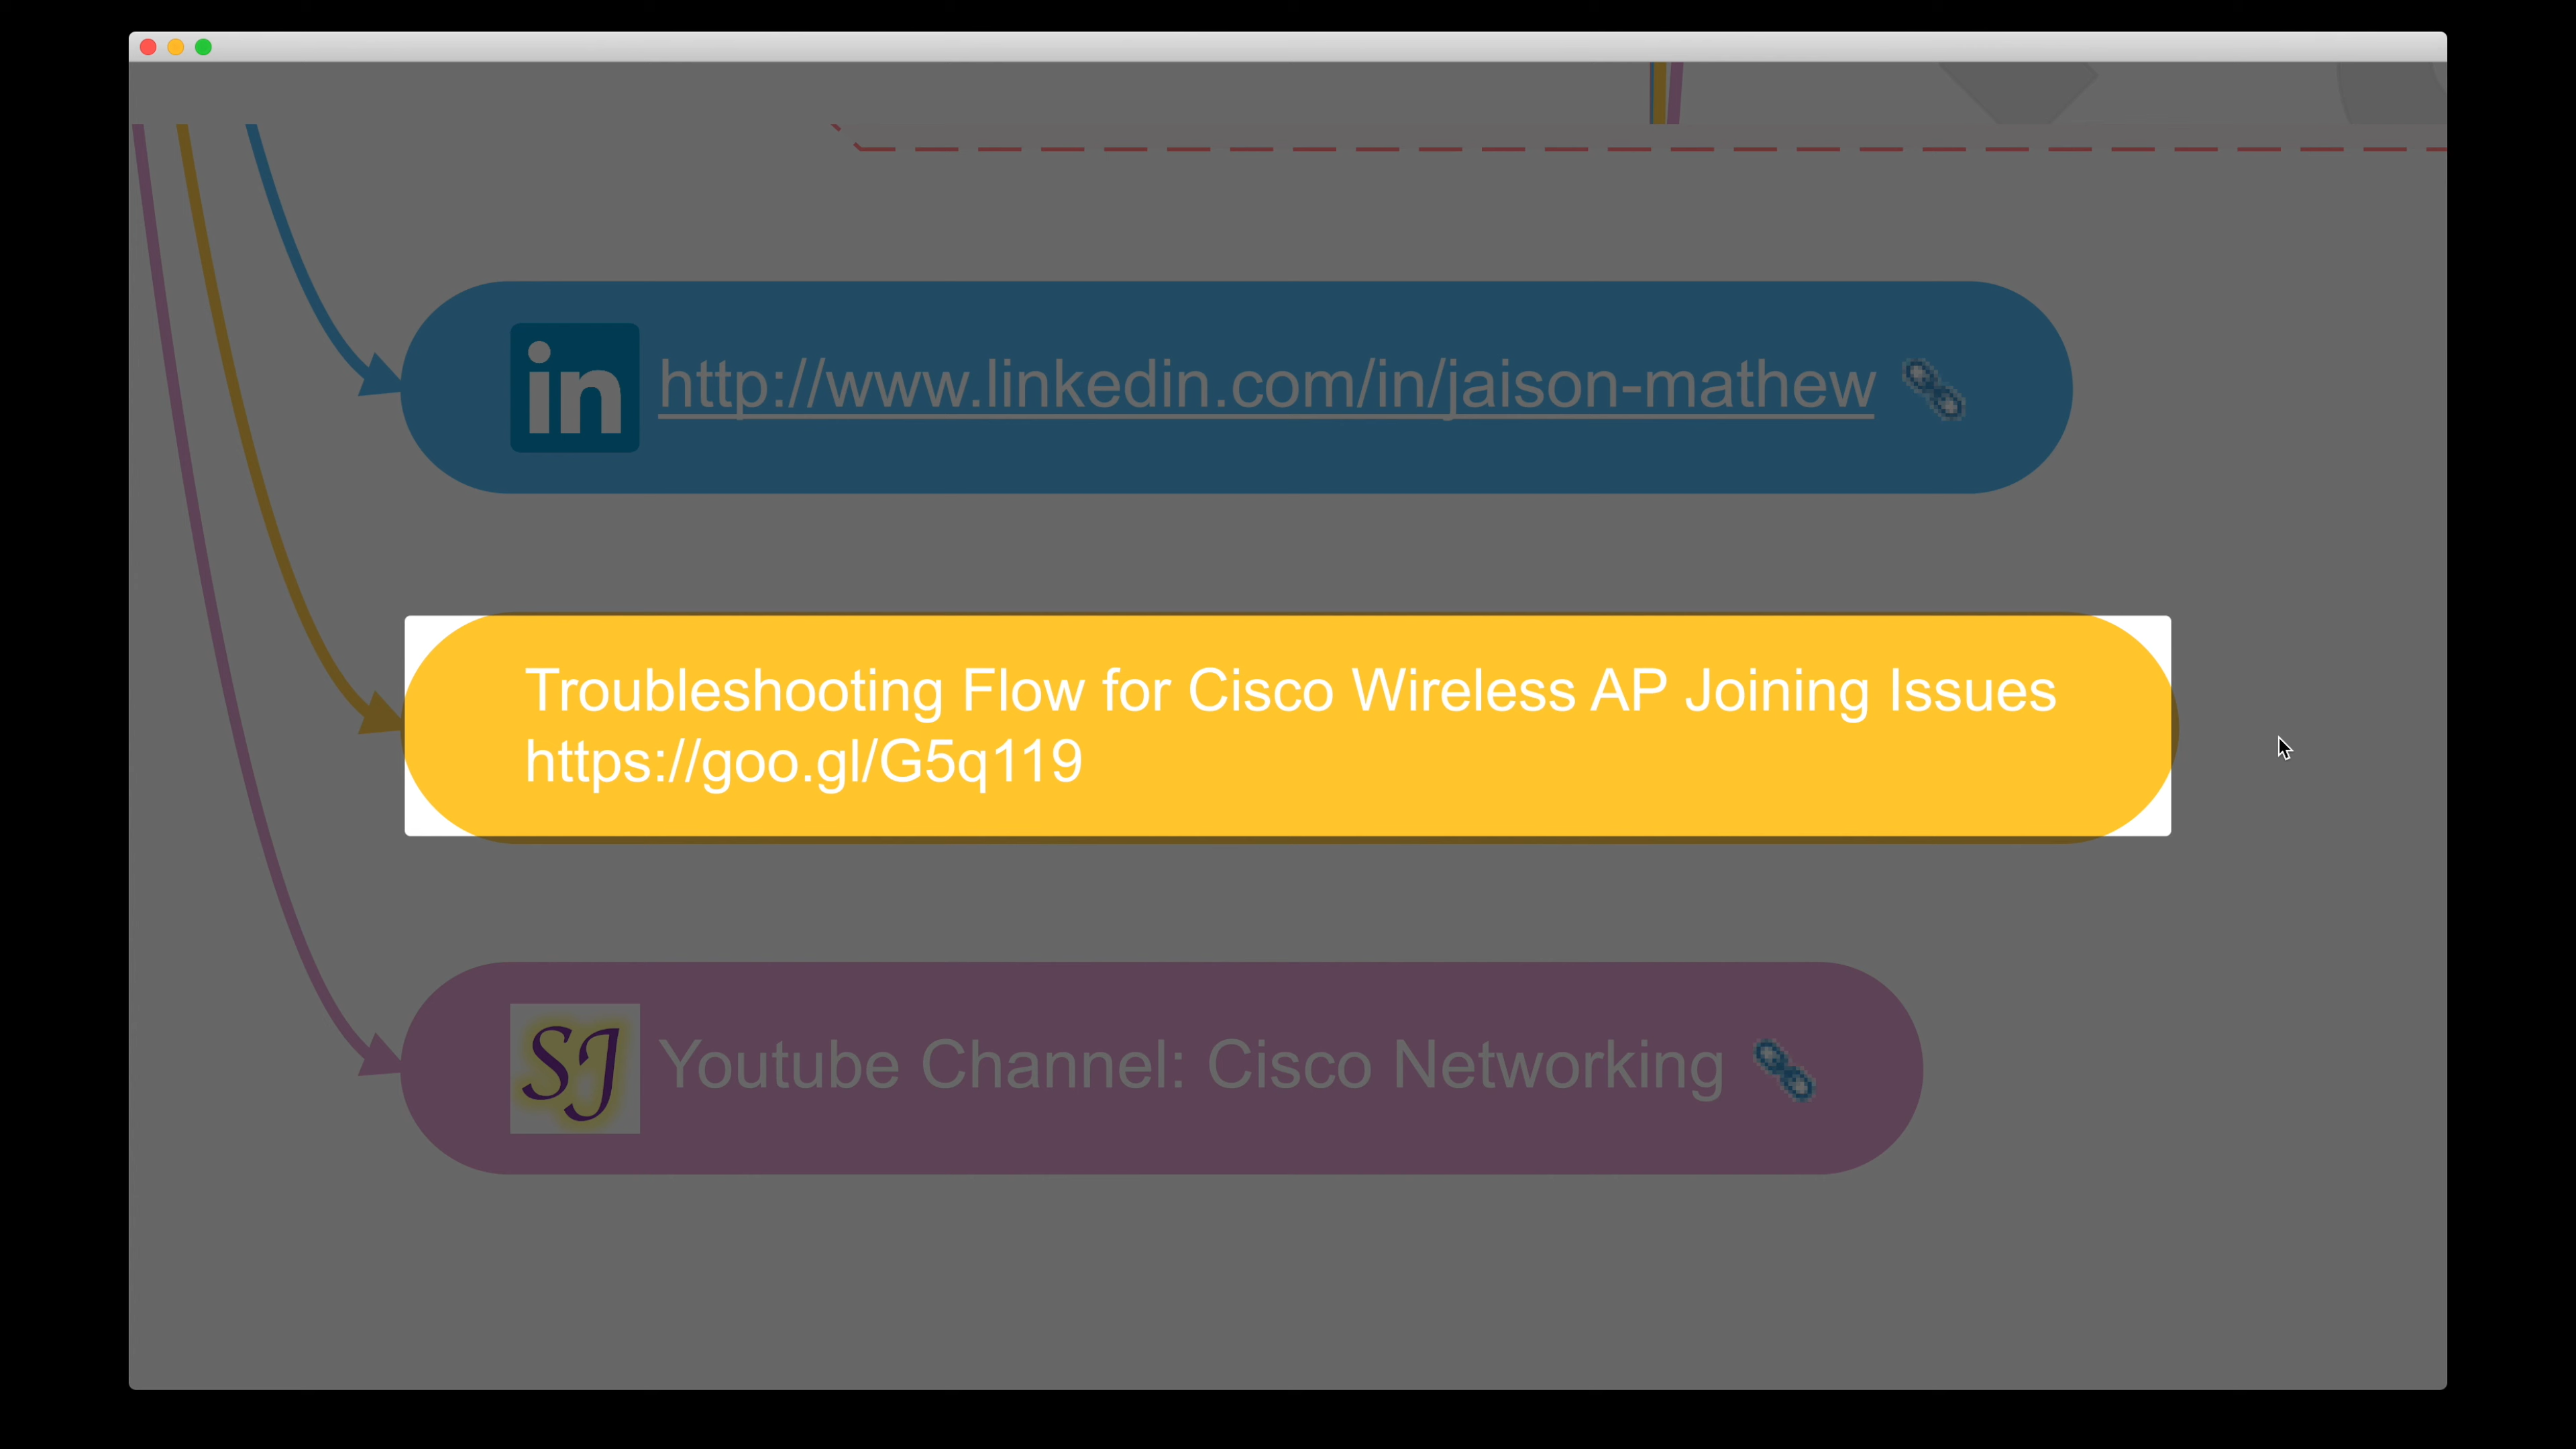 in http://www.linkedin.com/in/jaison-mathew
Troubleshooting Flow for Cisco Wireless AP Joining Issues
https://goo.gl/G5q119
SJ Youtube Channel: Cisco Networking